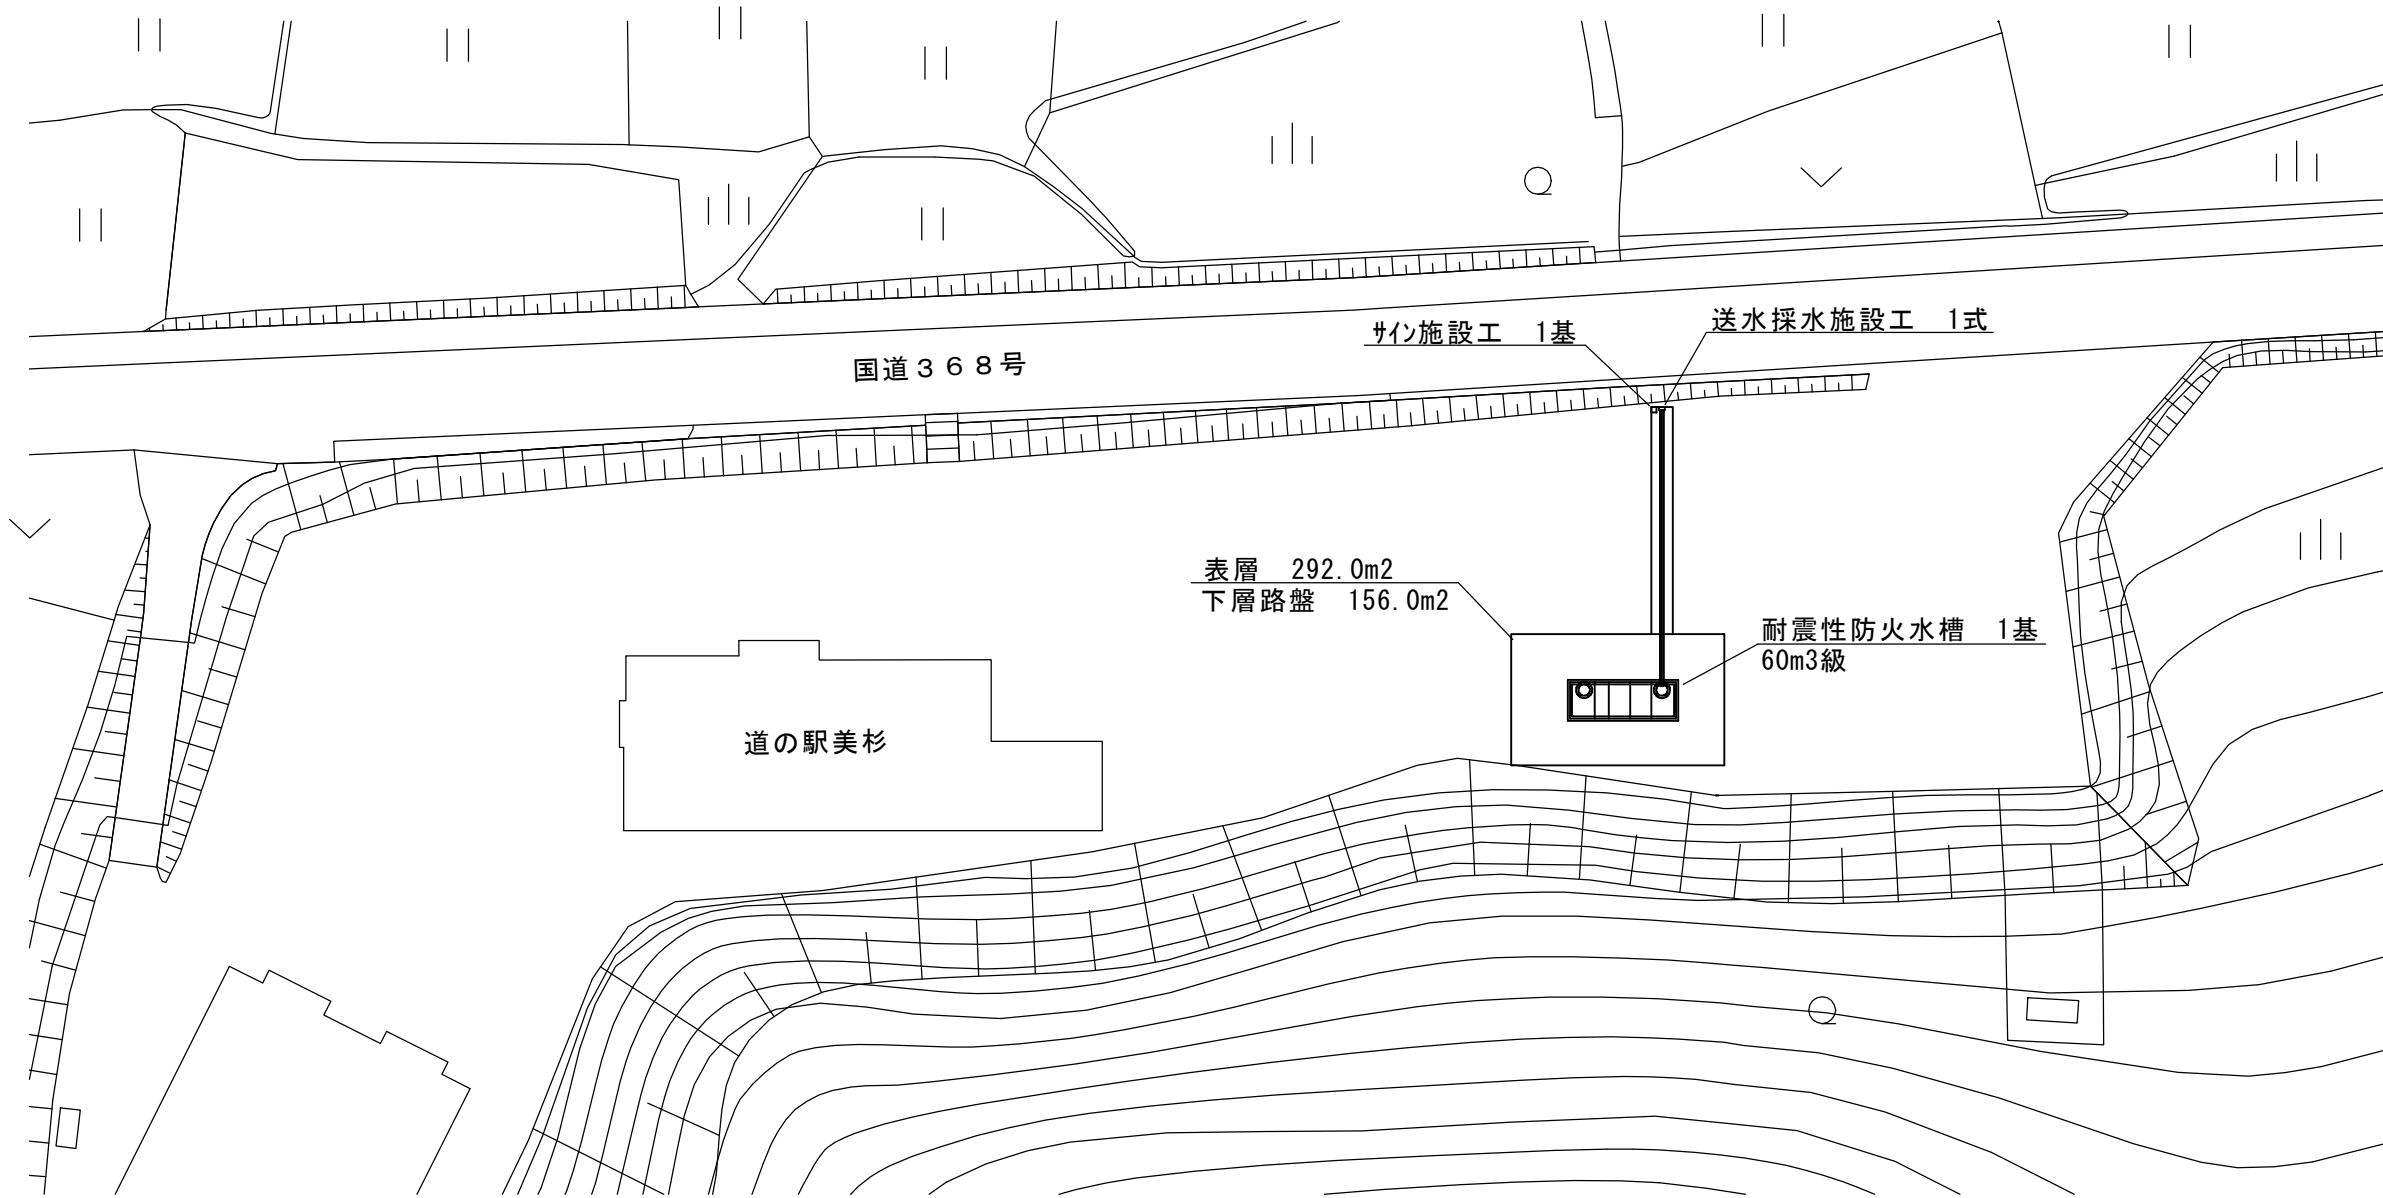 サイン施設工　1基
送水採水施設工　1式
国道３６８号
表層　292.0m2
下層路盤　156.0m2
耐震性防火水槽　1基
60m3級
道の駅美杉